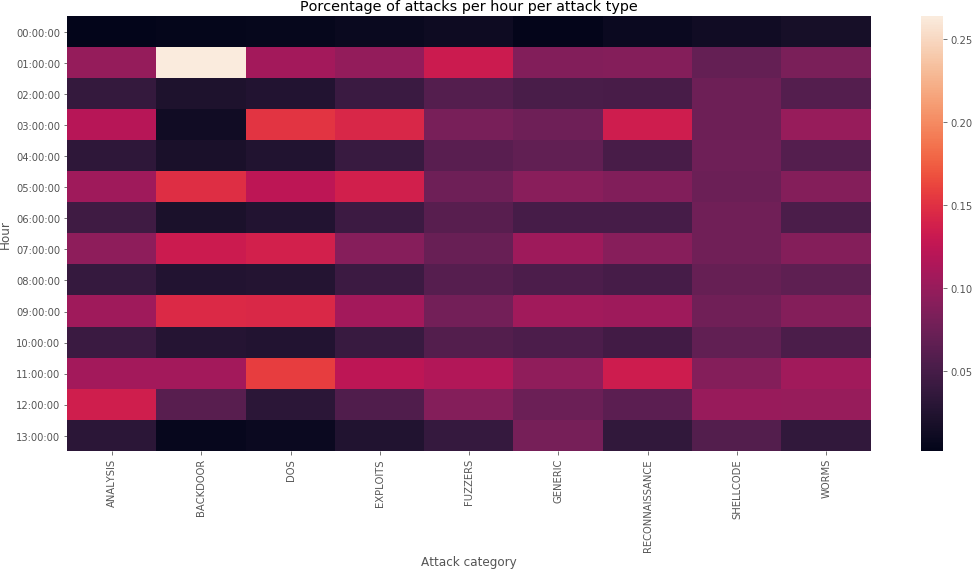 Porcentage of attacks per hour per attack type
00:00:00
01:00:00
02:00:00
03:00:00
04:00:00
05:00:00
06:00:00
07:00:00
08:00:00
09:00:00
10:00:00
11:00:00
12:00:00
13:00:00
Hour
ANALYSIS
BACKDOOR
DOS
EXPLOITS
FUZZERS
GENERIC
RECONNAISSANCE
SHELLCODE
WORMS
Attack category
0.25
0.20
0.15
0.10
0.05